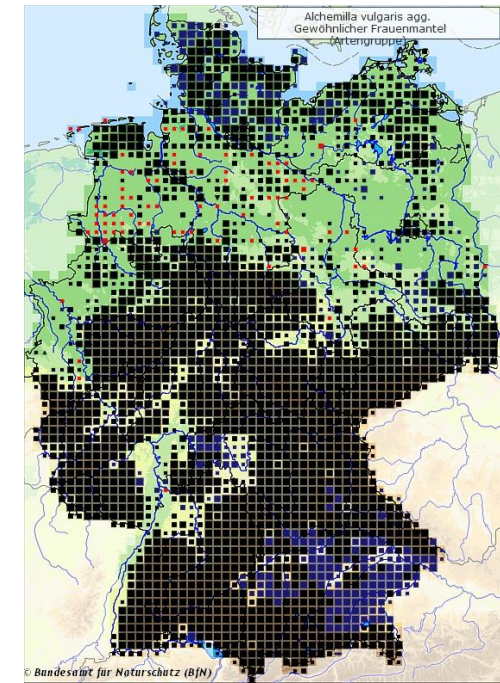 Alchemilla vulgaris agg.
Gewöhnlicher Frauenmantel
(Artengruppe)
© Bundesamt für Naturschutz (BfN)